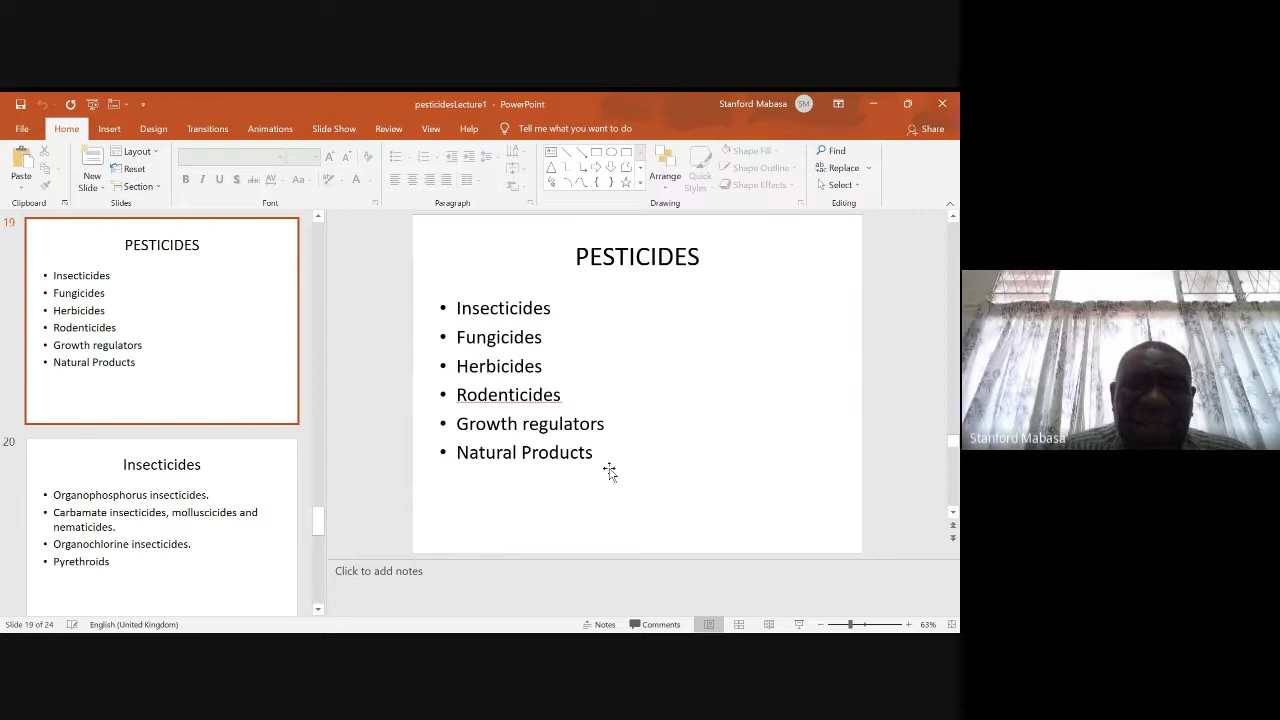 pesticidesLecture1 - PowerPoint
Stanford Mabasa
SM
File
Home
Insert
Design
Transitions
Animations
Slide Show
Review
View
Help
Tell me what you want to do
Share
Paste
Clipboard
New
Slide
Layout
Reset
Section
Slides
B I U S abc AV Aa A
Font
Paragraph
Arrange
Quick
Styles
Shape Fill
Shape Outline
Shape Effects
Drawing
Find
Replace
Select
Editing
19
PESTICIDES
• Insecticides
• Fungicides
• Herbicides
• Rodenticides
• Growth regulators
• Natural Products
20
Insecticides
• Organophosphorus insecticides.
• Carbamate insecticides, molluscicides and
nematicides.
• Organochlorine insecticides.
• Pyrethroids
PESTICIDES
• Insecticides
• Fungicides
• Herbicides
• Rodenticides
• Growth regulators
• Natural Products
Click to add notes
Slide 19 of 24
English (United Kingdom)
Notes
Comments
63%
Stanford Mabasa